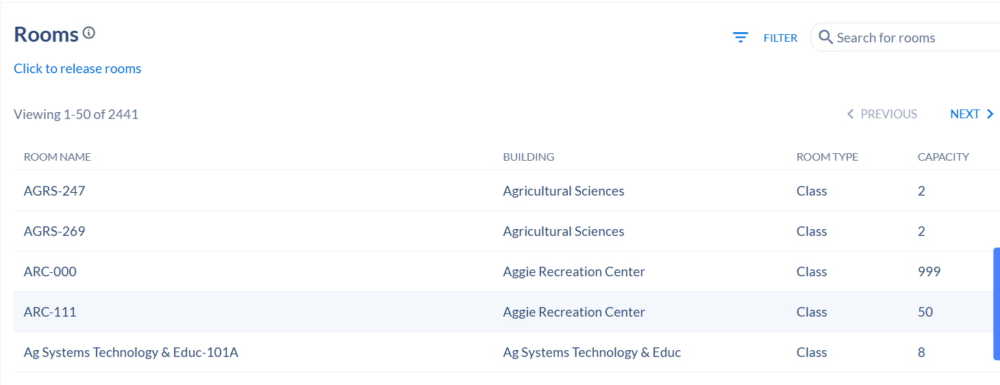 Rooms
FILTER
Search for rooms
Click to release rooms
Viewing 1-50 of 2441
PREVIOUS NEXT
ROOM NAME BUILDING ROOM TYPE CAPACITY
AGRS-247 Agricultural Sciences Class 2
AGRS-269 Agricultural Sciences Class 2
ARC-000 Aggie Recreation Center Class 999
ARC-111 Aggie Recreation Center Class 50
Ag Systems Technology & Educ-101A Ag Systems Technology & Educ Class 8